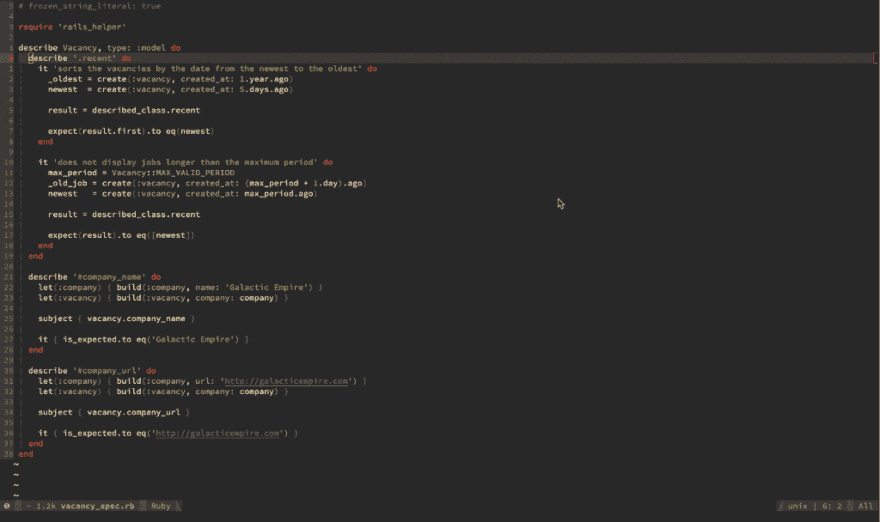 5 # frozen_string_literal: true
4
3 require 'rails_helper'
2
1 describe Vacancy, type: :model do
6 describe '.recent' do
1 it 'sorts the vacancies by the date from the newest to the oldest' do
2 _oldest = create(:vacancy, created_at: 1.year.ago)
3 newest = create(:vacancy, created_at: 5.days.ago)
4
5 result = described_class.recent
6
7 expect(result.first).to eq(newest)
8 end
9
10 it 'does not display jobs longer than the maximum period' do
11 max_period = Vacancy::MAX_VALID_PERIOD
12 _old_job = create(:vacancy, created_at: (max_period + 1.day).ago)
13 newest = create(:vacancy, created_at: max_period.ago)
14
15 result = described_class.recent
16
17 expect(result).to eq([newest])
18 end
19 end
20
21 describe '#company_name' do
22 let(:company) { build(:company, name: 'Galactic Empire') }
23 let(:vacancy) { build(:vacancy, company: company) }
24
25 subject { vacancy.company_name }
26
27 it { is_expected.to eq('Galactic Empire') }
28 end
29
30 describe '#company_url' do
31 let(:company) { build(:company, url: 'http://galacticempire.com') }
32 let(:vacancy) { build(:vacancy, company: company) }
33
34 subject { vacancy.company_url }
35
36 it { is_expected.to eq('http://galacticempire.com') }
37 end
38 end
~
~
~
~
- 1.2k vacancy_spec.rb Ruby unix | 6: 2 All